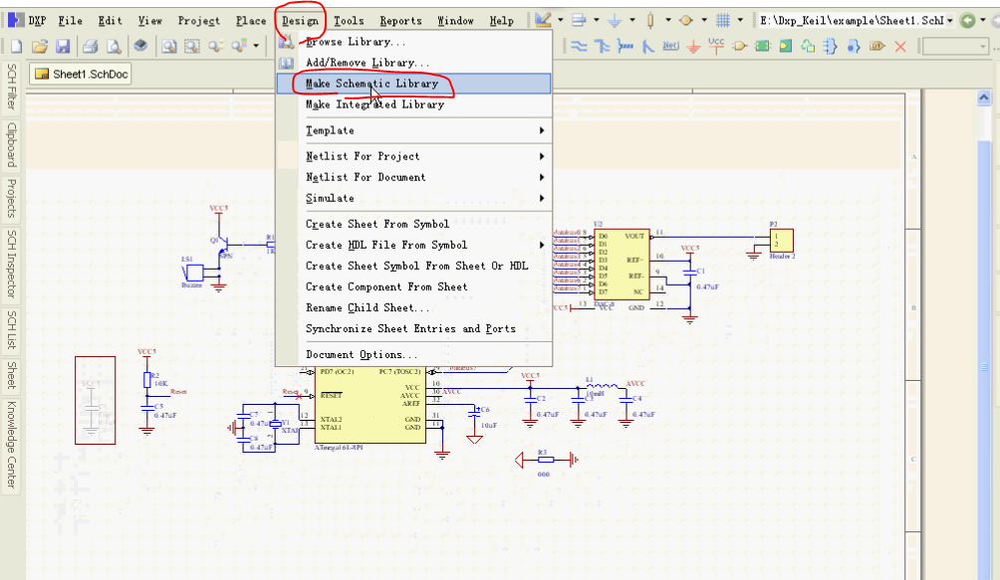 DXP File Edit View Project Place Design Tools Reports Window Help E:\Dxp_Keil\example\Sheet1.SchD
Net1 Vcc
Sheet1.SchDoc
SCH Filter
Clipboard
Projects
SCH Inspector
SCH List
Sheet
Knowledge Center
Browse Library...
Add/Remove Library...
Make Schematic Library
Make Integrated Library
Template
Netlist For Project
Netlist For Document
Simulate
Create Sheet From Symbol
Create HDL File From Symbol
Create Sheet Symbol From Sheet Or HDL
Create Component From Sheet
Rename Child Sheet...
Synchronize Sheet Entries and Ports
Document Options...
A
B
C
VCC5
Q1
NPN
R1
LS1
Buzzer
U2
D0 VOUT 11
D1
D2
D3 REF+ 10
D4
D5 REF- 9
D6
D7 NC 14
13 VCC GND 12
DAC-8
P2
1
2
Header 2
VCC5
C1
0.47uF
VCC5
R2
10K
Reset
C5
0.47uF
PD7 (OC2) PC7 (TOSC2)
Reset 9 RESET
VCC 10
AVCC 30 AVCC
AREF 32
12 XTAL2 GND 31
13 XTAL1 GND 11
ATmega16L-8PI
C7
0.47uF
Y1
XTAL
C8
0.47uF
C6
10uF
VCC5
C2
0.47uF
L1
10mH
C3
0.47uF
AVCC
C4
0.47uF
R3
000